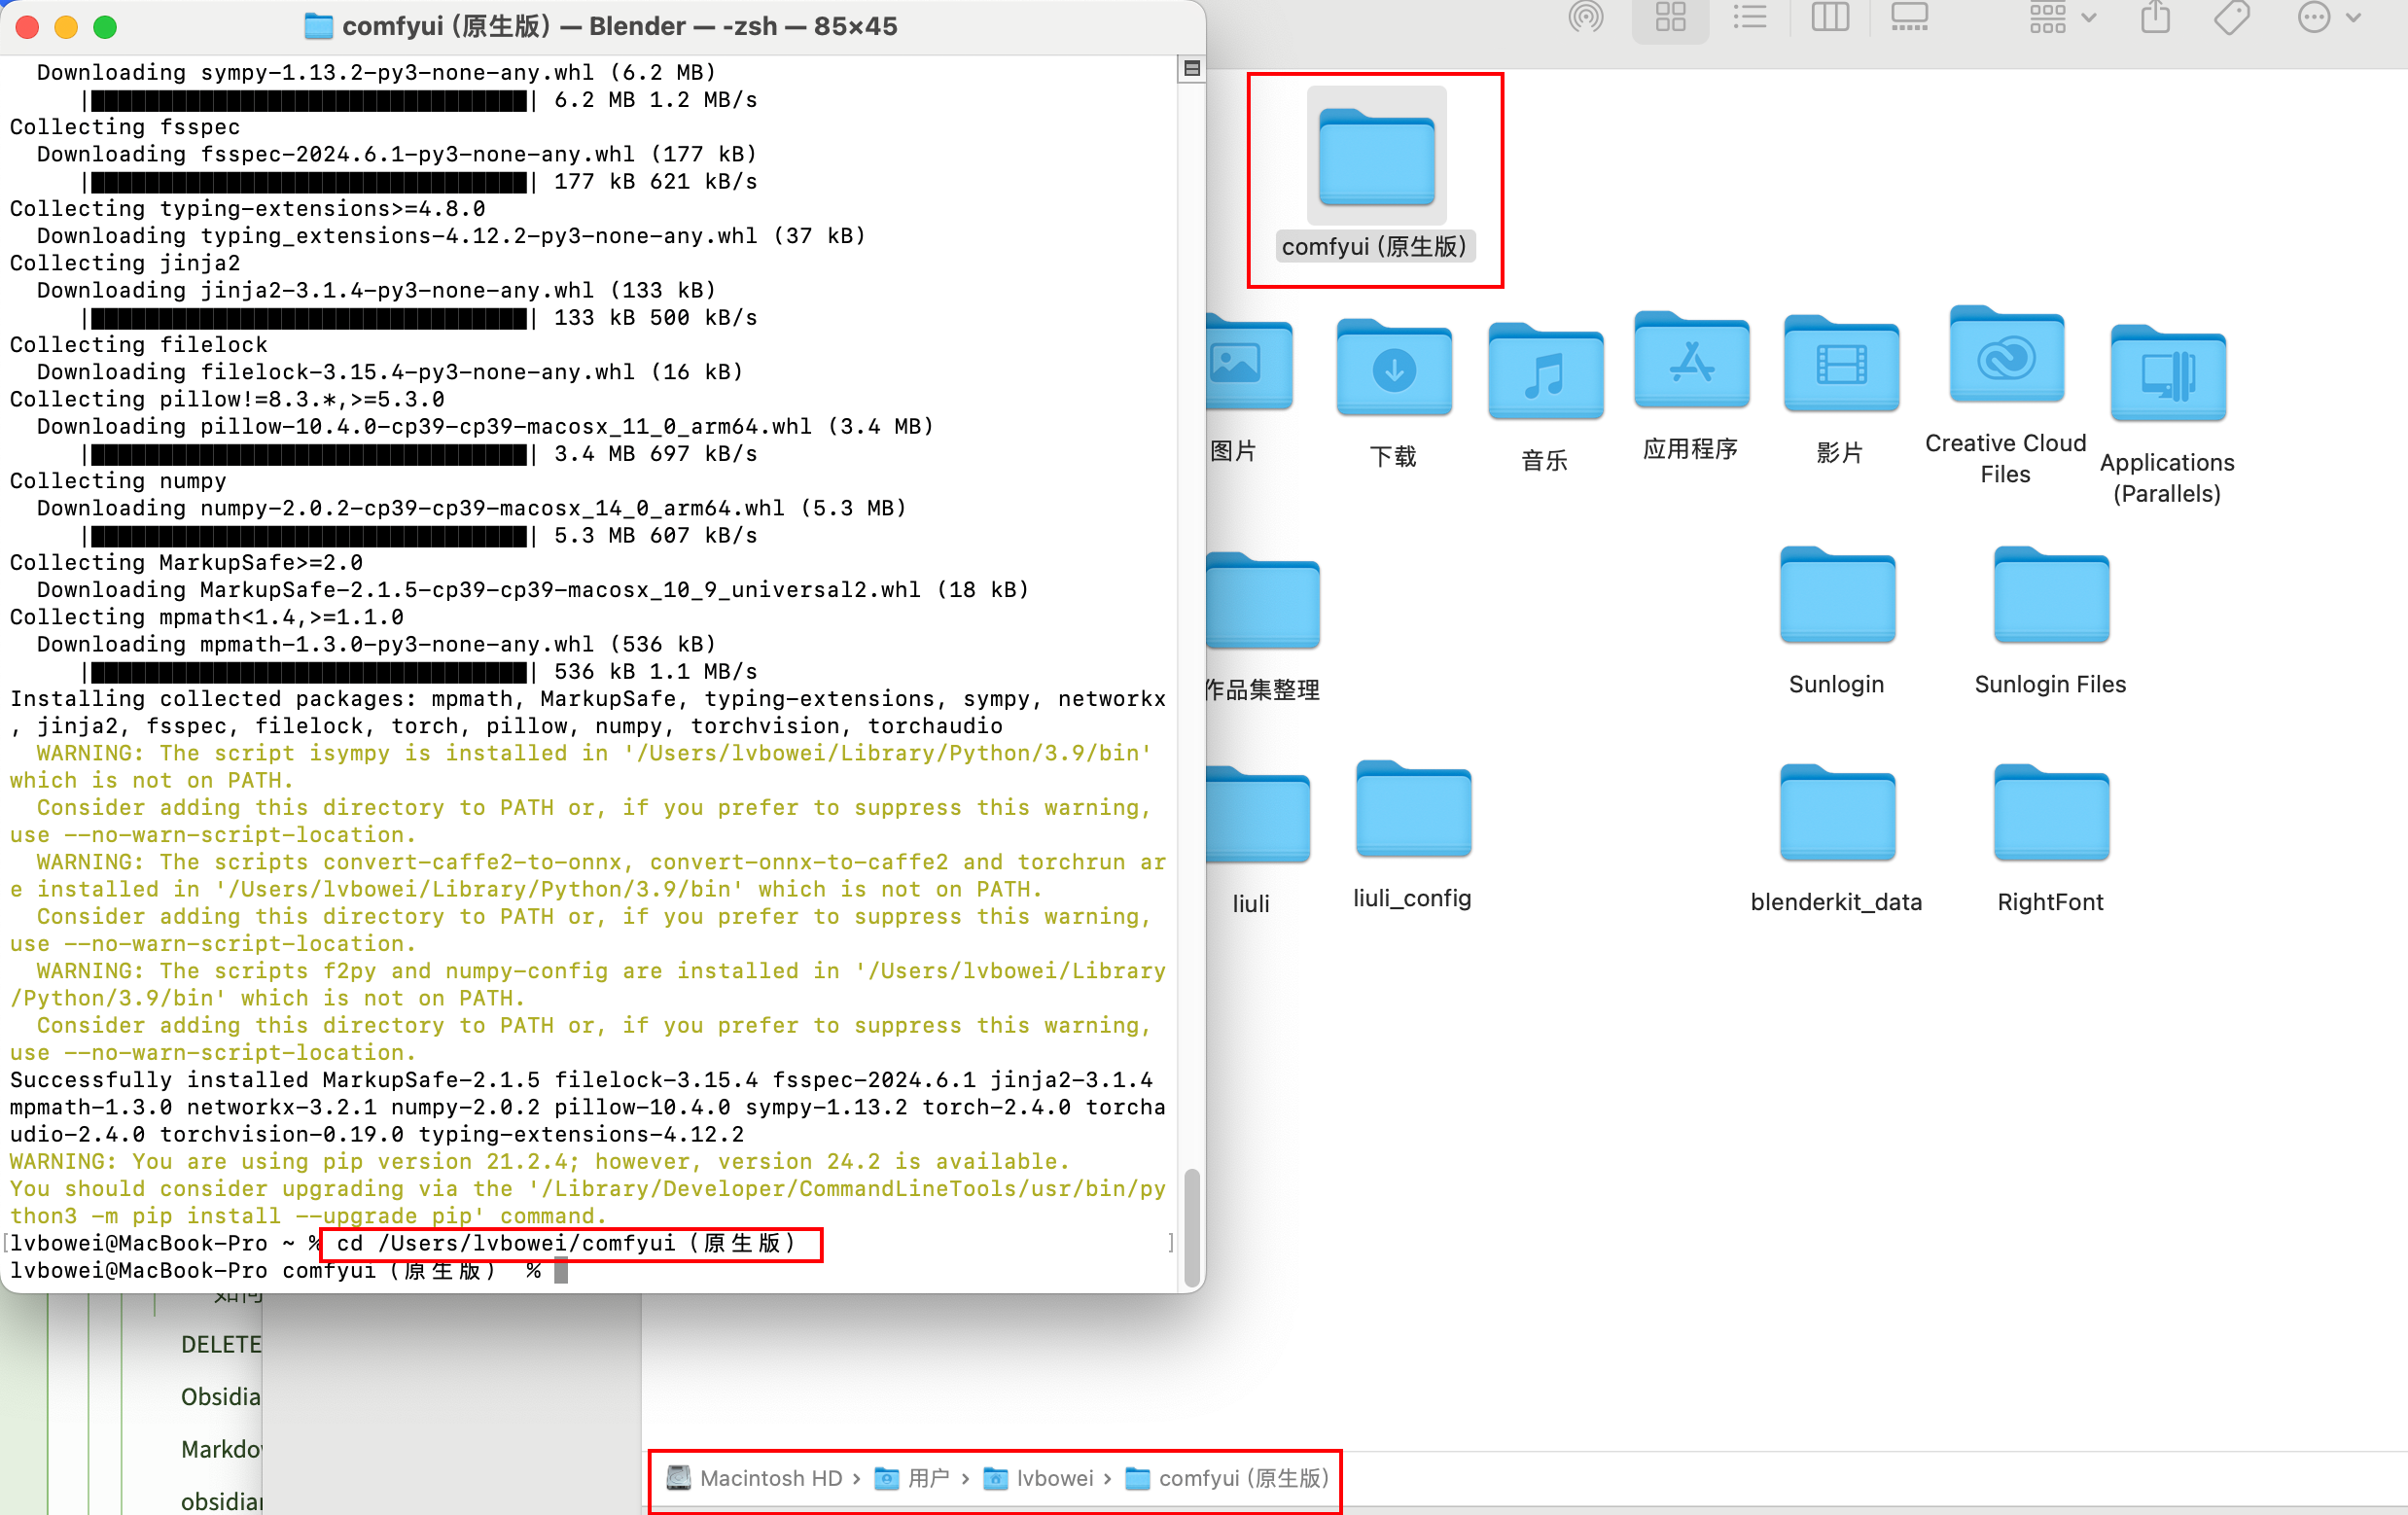 comfyui (原生版) — Blender — -zsh — 85×45
Downloading sympy-1.13.2-py3-none-any.whl (6.2 MB)
6.2 MB 1.2 MB/s
Collecting fsspec
Downloading fsspec-2024.6.1-py3-none-any.whl (177 kB)
177 kB 621 kB/s
Collecting typing-extensions>=4.8.0
Downloading typing_extensions-4.12.2-py3-none-any.whl (37 kB)
Collecting jinja2
Downloading jinja2-3.1.4-py3-none-any.whl (133 kB)
133 kB 500 kB/s
Collecting filelock
Downloading filelock-3.15.4-py3-none-any.whl (16 kB)
Collecting pillow!=8.3.*,>=5.3.0
Downloading pillow-10.4.0-cp39-cp39-macosx_11_0_arm64.whl (3.4 MB)
3.4 MB 697 kB/s
Collecting numpy
Downloading numpy-2.0.2-cp39-cp39-macosx_14_0_arm64.whl (5.3 MB)
5.3 MB 607 kB/s
Collecting MarkupSafe>=2.0
Downloading MarkupSafe-2.1.5-cp39-cp39-macosx_10_9_universal2.whl (18 kB)
Collecting mpmath<1.4,>=1.1.0
Downloading mpmath-1.3.0-py3-none-any.whl (536 kB)
536 kB 1.1 MB/s
Installing collected packages: mpmath, MarkupSafe, typing-extensions, sympy, networkx
, jinja2, fsspec, filelock, torch, pillow, numpy, torchvision, torchaudio
WARNING: The script isympy is installed in '/Users/lvbowei/Library/Python/3.9/bin'
which is not on PATH.
Consider adding this directory to PATH or, if you prefer to suppress this warning,
use --no-warn-script-location.
WARNING: The scripts convert-caffe2-to-onnx, convert-onnx-to-caffe2 and torchrun ar
e installed in '/Users/lvbowei/Library/Python/3.9/bin' which is not on PATH.
Consider adding this directory to PATH or, if you prefer to suppress this warning,
use --no-warn-script-location.
WARNING: The scripts f2py and numpy-config are installed in '/Users/lvbowei/Library
/Python/3.9/bin' which is not on PATH.
Consider adding this directory to PATH or, if you prefer to suppress this warning,
use --no-warn-script-location.
Successfully installed MarkupSafe-2.1.5 filelock-3.15.4 fsspec-2024.6.1 jinja2-3.1.4
mpmath-1.3.0 networkx-3.2.1 numpy-2.0.2 pillow-10.4.0 sympy-1.13.2 torch-2.4.0 torcha
udio-2.4.0 torchvision-0.19.0 typing-extensions-4.12.2
WARNING: You are using pip version 21.2.4; however, version 24.2 is available.
You should consider upgrading via the '/Library/Developer/CommandLineTools/usr/bin/py
thon3 -m pip install --upgrade pip' command.
[lvbowei@MacBook-Pro ~ % cd /Users/lvbowei/comfyui（原生版） ]
lvbowei@MacBook-Pro comfyui（原生版） %
comfyui (原生版)
图片
下载
音乐
应用程序
影片
Creative Cloud
Files
Applications
(Parallels)
作品集整理
Sunlogin
Sunlogin Files
liuli
liuli_config
blenderkit_data
RightFont
如何
DELETE
Obsidia
Markdo
obsidia
Macintosh HD › 用户 › lvbowei › comfyui (原生版)